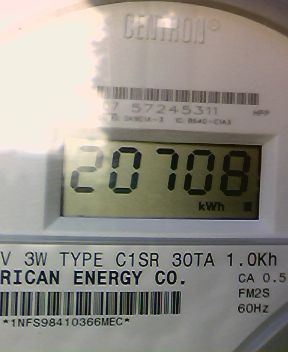 CENTRON®
57245311 HPP
20708
kWh
V 3W TYPE C1SR 30TA 1.0Kh
RICAN ENERGY CO. CA 0.5
FM2S
*1NFS98410366MEC* 60Hz